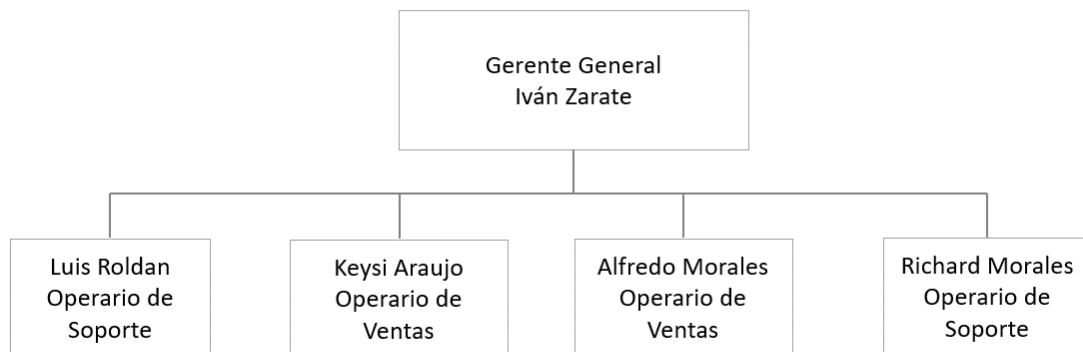 Gerente General
Iván Zarate
Luis Roldan
Operario de
Soporte
Keysi Araujo
Operario de
Ventas
Alfredo Morales
Operario de
Ventas
Richard Morales
Operario de
Soporte